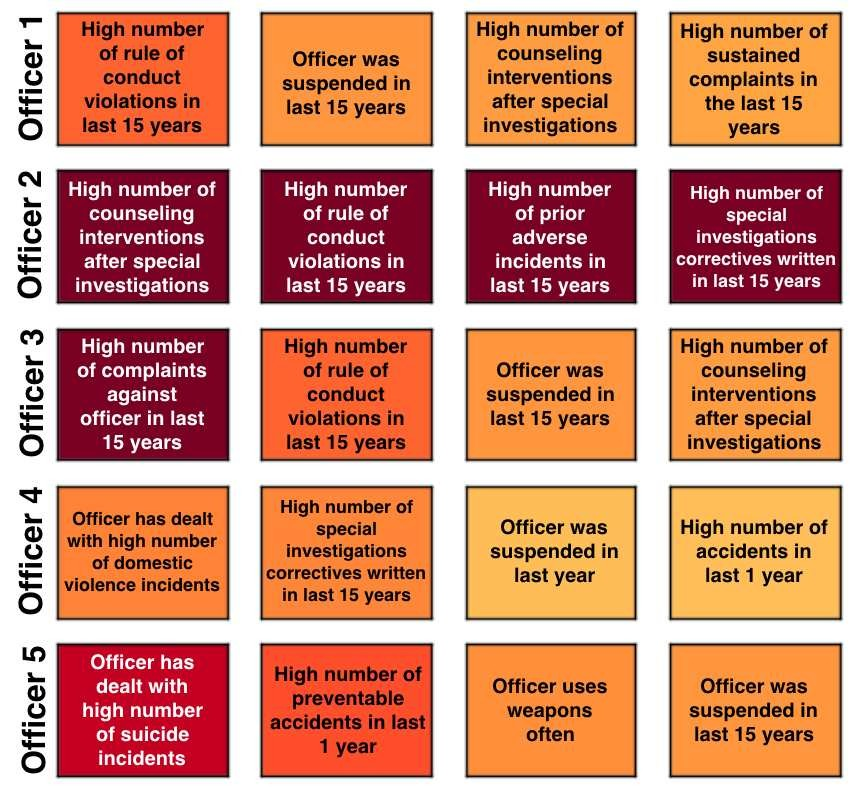 Officer 1
High number
of rule of
conduct
violations in
last 15 years
Officer was
suspended in
last 15 years
High number of
counseling
interventions
after special
investigations
High number of
sustained
complaints in
the last 15
years
Officer 2
High number of
counseling
interventions
after special
investigations
High number
of rule of
conduct
violations in
last 15 years
High number
of prior
adverse
incidents in
last 15 years
High number of
special
investigations
correctives written
in last 15 years
Officer 3
High number
of complaints
against
officer in last
15 years
High number
of rule of
conduct
violations in
last 15 years
Officer was
suspended in
last 15 years
High number of
counseling
interventions
after special
investigations
Officer 4
Officer has dealt
with high number
of domestic
violence incidents
High number of
special
investigations
correctives written
in last 15 years
Officer was
suspended in
last year
High number of
accidents in
last 1 year
Officer 5
Officer has
dealt with
high number
of suicide
incidents
High number of
preventable
accidents in last
1 year
Officer uses
weapons
often
Officer was
suspended in
last 15 years